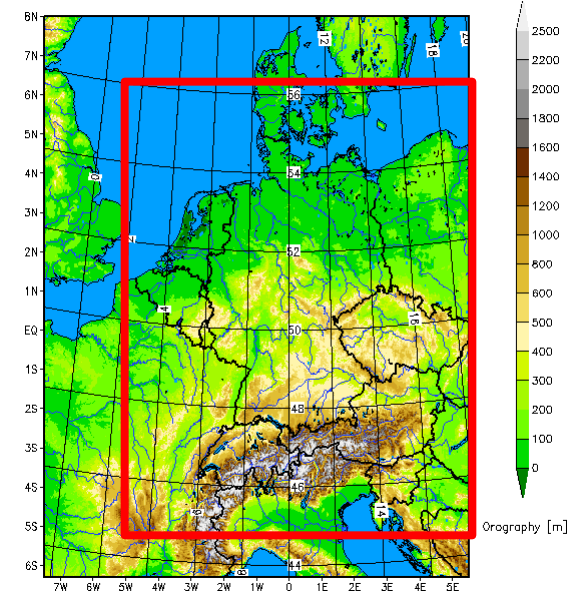 8N
7N
6N
5N
4N
3N
2N
1N
EQ
1S
2S
3S
4S
5S
6S
7W
6W
5W
4W
3W
2W
1W
0
1E
2E
3E
4E
5E
12
18
56
0
54
52
4
50
16
48
46
14
44
2500
2200
2000
1800
1600
1400
1200
1000
800
600
500
400
300
200
100
0
Orography [m]